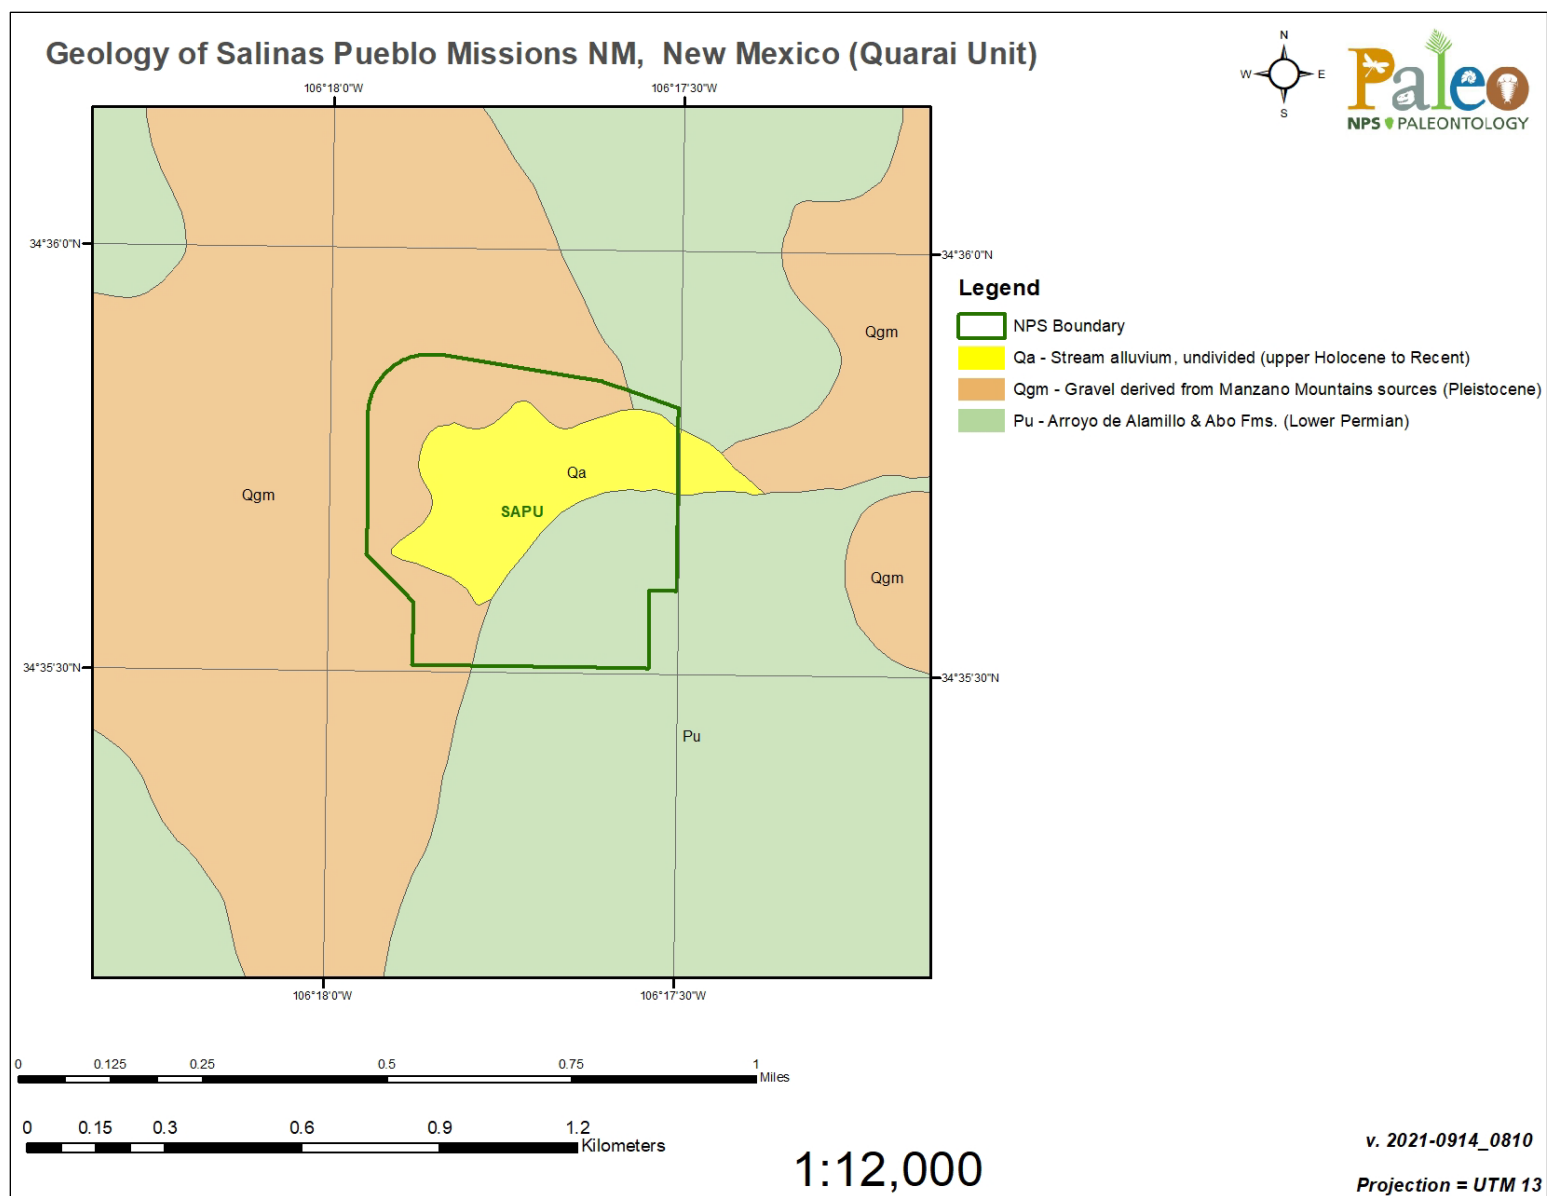 Geology of Salinas Pueblo Missions NM, New Mexico (Quarai Unit)
N
W E
S
Paleo
NPS PALEONTOLOGY
106°18'0"W 106°17'30"W
34°36'0"N
34°36'0"N
Legend
NPS Boundary
Qa - Stream alluvium, undivided (upper Holocene to Recent)
Qgm - Gravel derived from Manzano Mountains sources (Pleistocene)
Pu - Arroyo de Alamillo & Abo Fms. (Lower Permian)
Qgm
Qa
Qgm
SAPU
Qgm
34°35'30"N
34°35'30"N
Pu
106°18'0"W 106°17'30"W
0 0.125 0.25 0.5 0.75 1
Miles
0 0.15 0.3 0.6 0.9 1.2
Kilometers
1:12,000
v. 2021-0914_0810
Projection = UTM 13